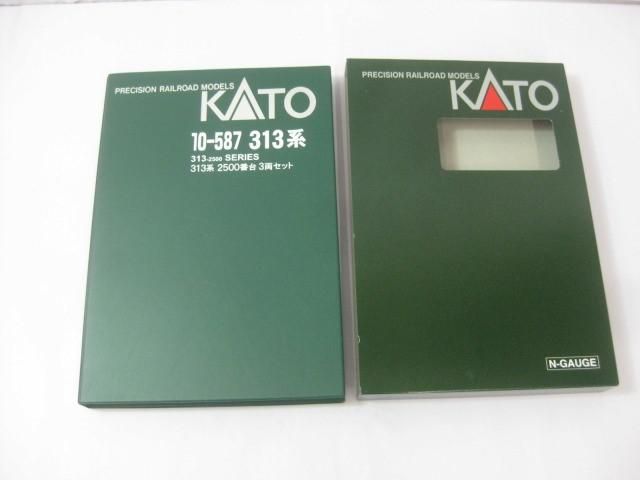 PRECISION RAILROAD MODELS
KATO
10-587 313系
313-2500 SERIES
313系 2500番台 3両セット
PRECISION RAILROAD MODELS
KATO
N-GAUGE